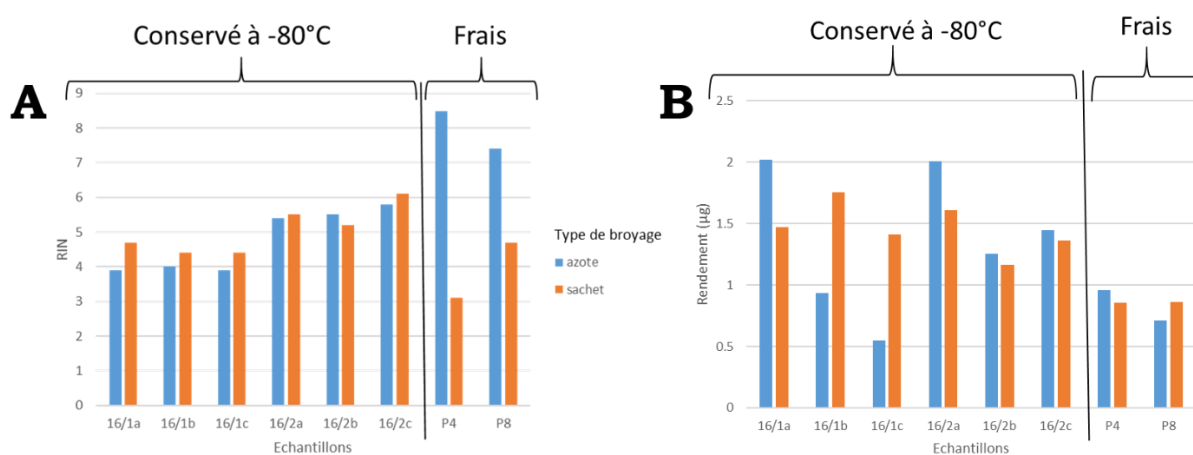 Conservé à -80°C
Frais
A
9
8
7
6
5
4
3
2
1
0
RIN
16/1a 16/1b 16/1c 16/2a 16/2b 16/2c P4 P8
Echantillons
Type de broyage
azote
sachet
Conservé à -80°C
Frais
B
2.5
2
1.5
1
0.5
0
Rendement (µg)
16/1a 16/1b 16/1c 16/2a 16/2b 16/2c P4 P8
Echantillons